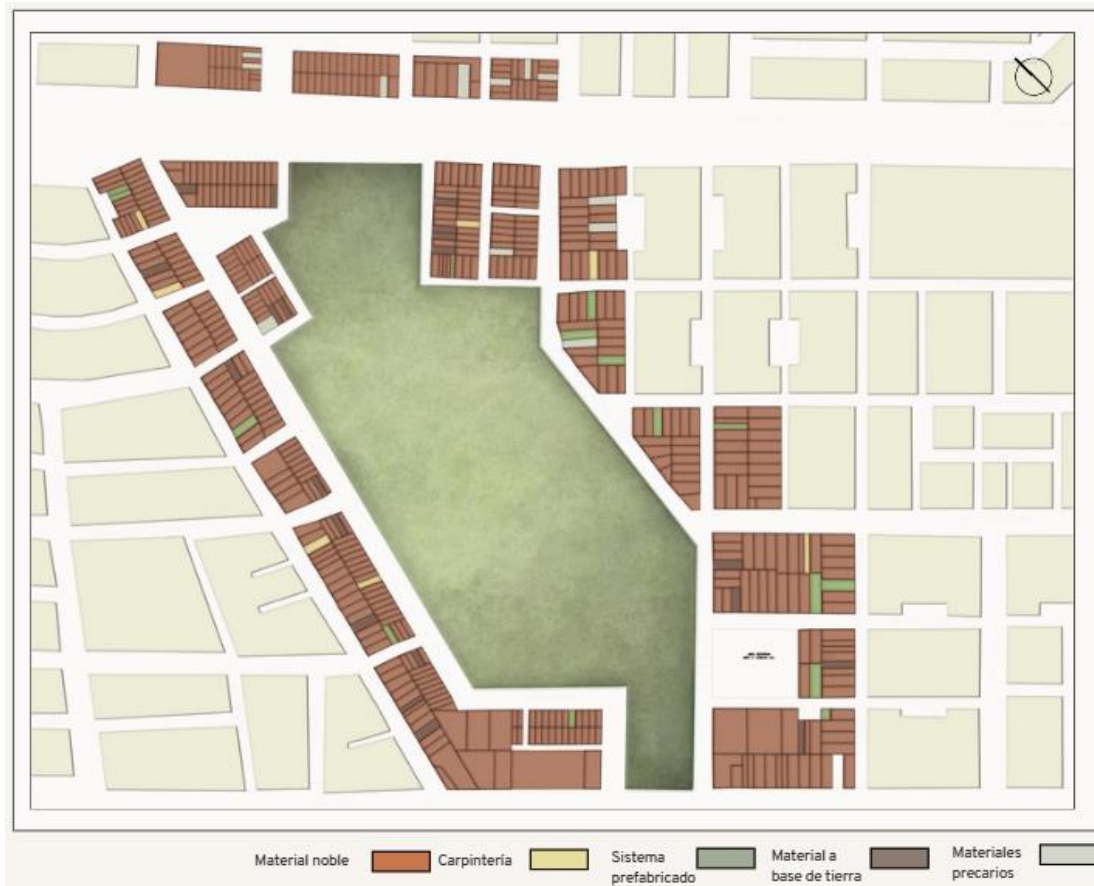 Material noble
Carpintería
Sistema
prefabricado
Material a
base de tierra
Materiales
precarios